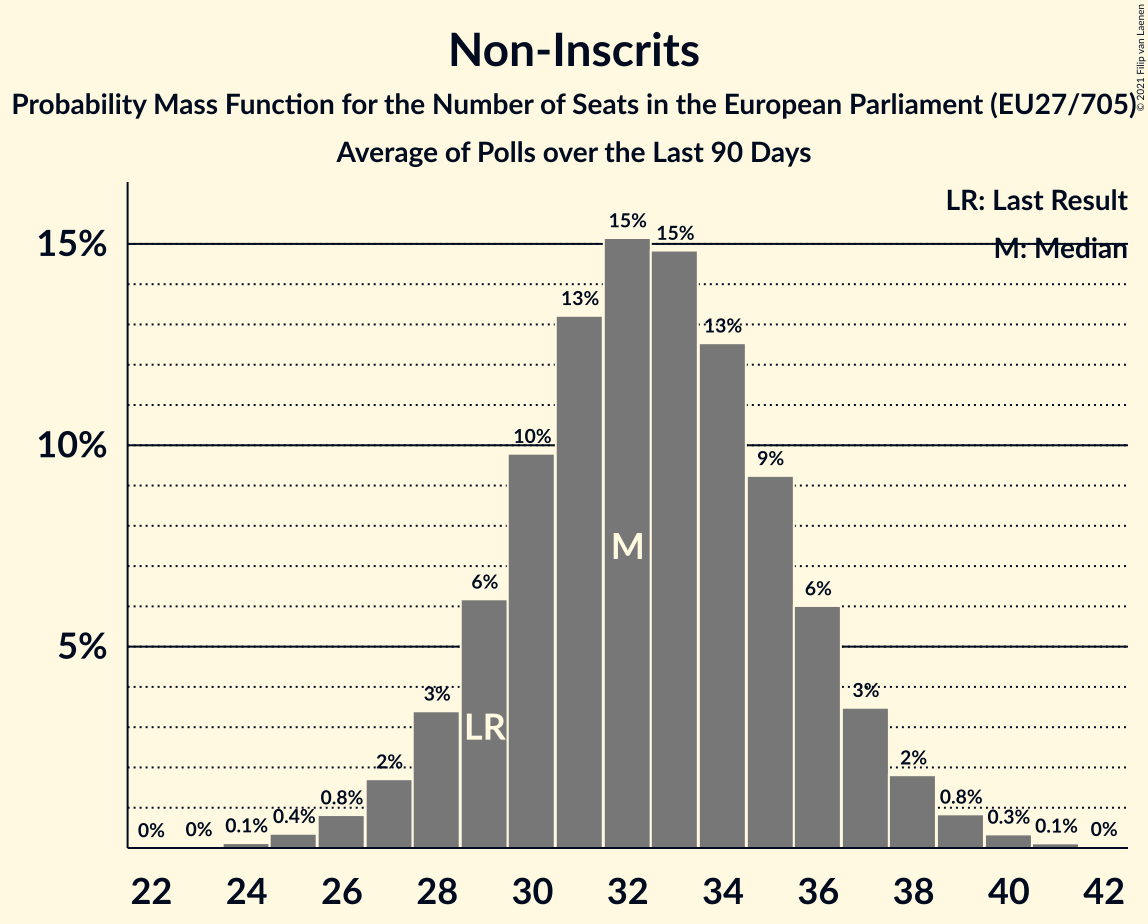 Non-Inscrits
Probability Mass Function for the Number of Seats in the European Parliament (EU27/705)
Average of Polls over the Last 90 Days
© 2021 Filip van Laenen
LR: Last Result
M: Median
15%
10%
5%
0%
0%
0.1%
0.4%
0.8%
2%
3%
6%
10%
13%
15%
15%
13%
9%
6%
3%
2%
0.8%
0.3%
0.1%
0%
LR
M
22 24 26 28 30 32 34 36 38 40 42